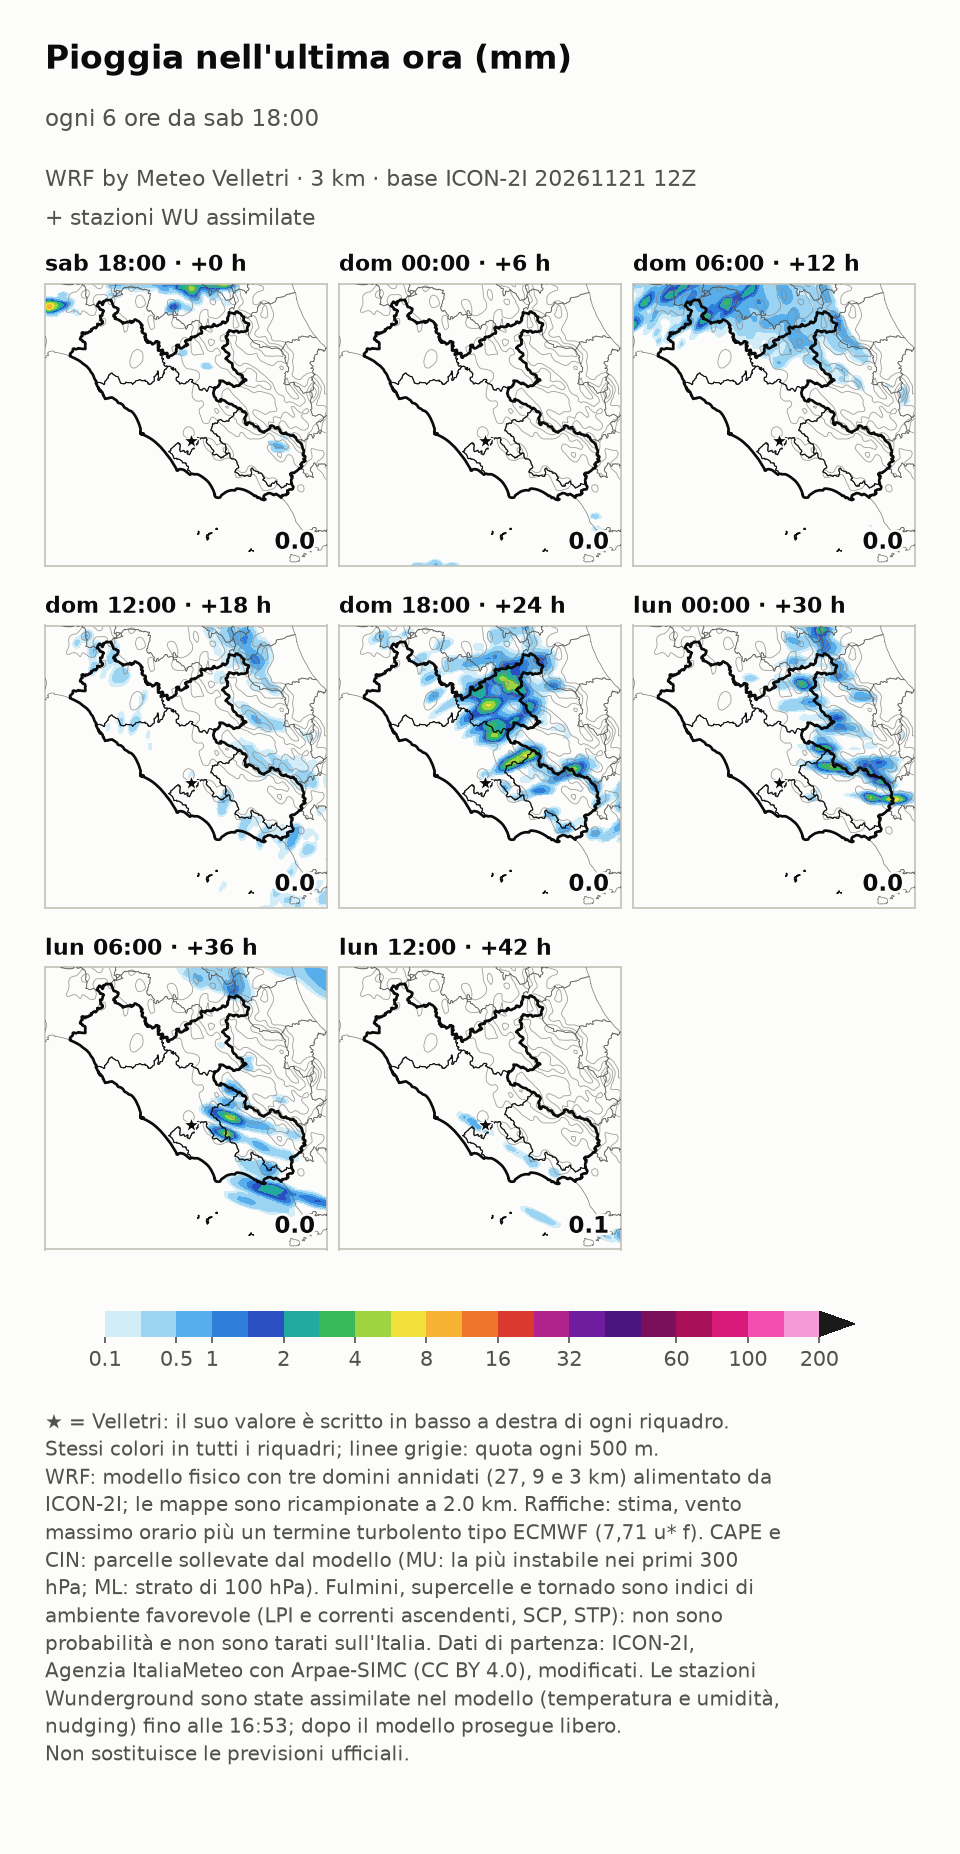 Pioggia nell'ultima ora (mm)
ogni 6 ore da sab 18:00
WRF by Meteo Velletri · 3 km · base ICON-2I 20261121 12Z
+ stazioni WU assimilate
sab 18:00 · +0 h
dom 00:00 · +6 h
dom 06:00 · +12 h
0.0
0.0
0.0
dom 12:00 · +18 h
dom 18:00 · +24 h
lun 00:00 · +30 h
0.0
0.0
0.0
lun 06:00 · +36 h
lun 12:00 · +42 h
0.0
0.1
0.1 0.5 1 2 4 8 16 32 60 100 200
★ = Velletri: il suo valore è scritto in basso a destra di ogni riquadro.
Stessi colori in tutti i riquadri; linee grigie: quota ogni 500 m.
WRF: modello fisico con tre domini annidati (27, 9 e 3 km) alimentato da
ICON-2I; le mappe sono ricampionate a 2.0 km. Raffiche: stima, vento
massimo orario più un termine turbolento tipo ECMWF (7,71 u* f). CAPE e
CIN: parcelle sollevate dal modello (MU: la più instabile nei primi 300
hPa; ML: strato di 100 hPa). Fulmini, supercelle e tornado sono indici di
ambiente favorevole (LPI e correnti ascendenti, SCP, STP): non sono
probabilità e non sono tarati sull'Italia. Dati di partenza: ICON-2I,
Agenzia ItaliaMeteo con Arpae-SIMC (CC BY 4.0), modificati. Le stazioni
Wunderground sono state assimilate nel modello (temperatura e umidità,
nudging) fino alle 16:53; dopo il modello prosegue libero.
Non sostituisce le previsioni ufficiali.